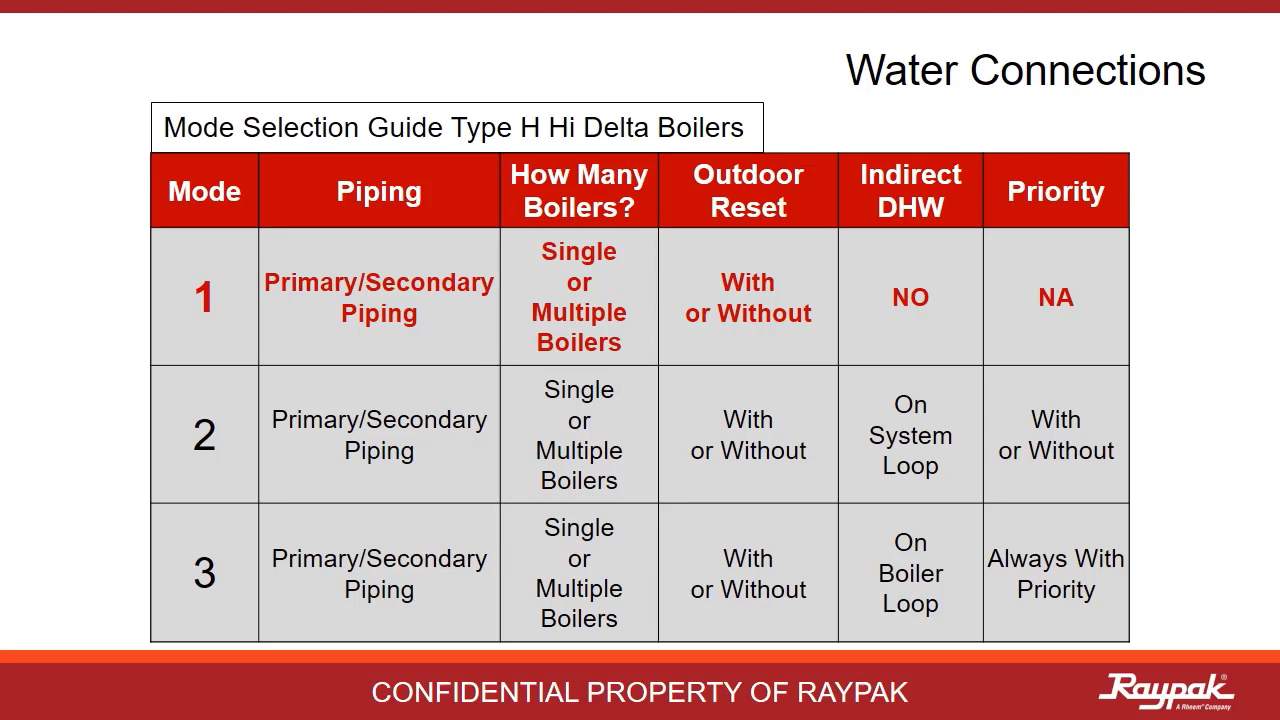 Water Connections
Mode Selection Guide Type H Hi Delta Boilers
Mode
Piping
How Many
Boilers?
Outdoor
Reset
Indirect
DHW
Priority
1
Primary/Secondary
Piping
Single
or
Multiple
Boilers
With
or Without
NO
NA
2
Primary/Secondary
Piping
Single
or
Multiple
Boilers
With
or Without
On
System
Loop
With
or Without
3
Primary/Secondary
Piping
Single
or
Multiple
Boilers
With
or Without
On
Boiler
Loop
Always With
Priority
CONFIDENTIAL PROPERTY OF RAYPAK
Raypak®
A Rheem® Company